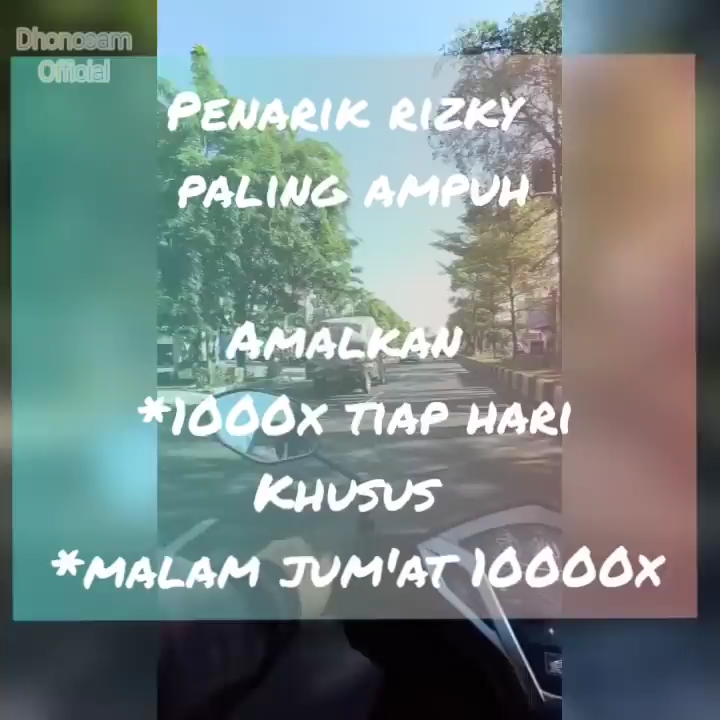 Dhonosam
Official
PENARIK RIZKY
PALING AMPUH
AMALKAN
*1000X TIAP HARI
KHUSUS
*MALAM JUM'AT 10000X